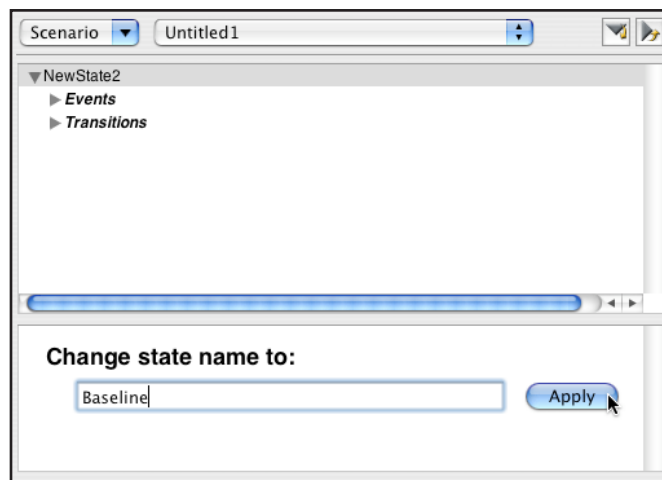 Scenario Untitled1
NewState2
Events
Transitions
Change state name to:
Baseline Apply